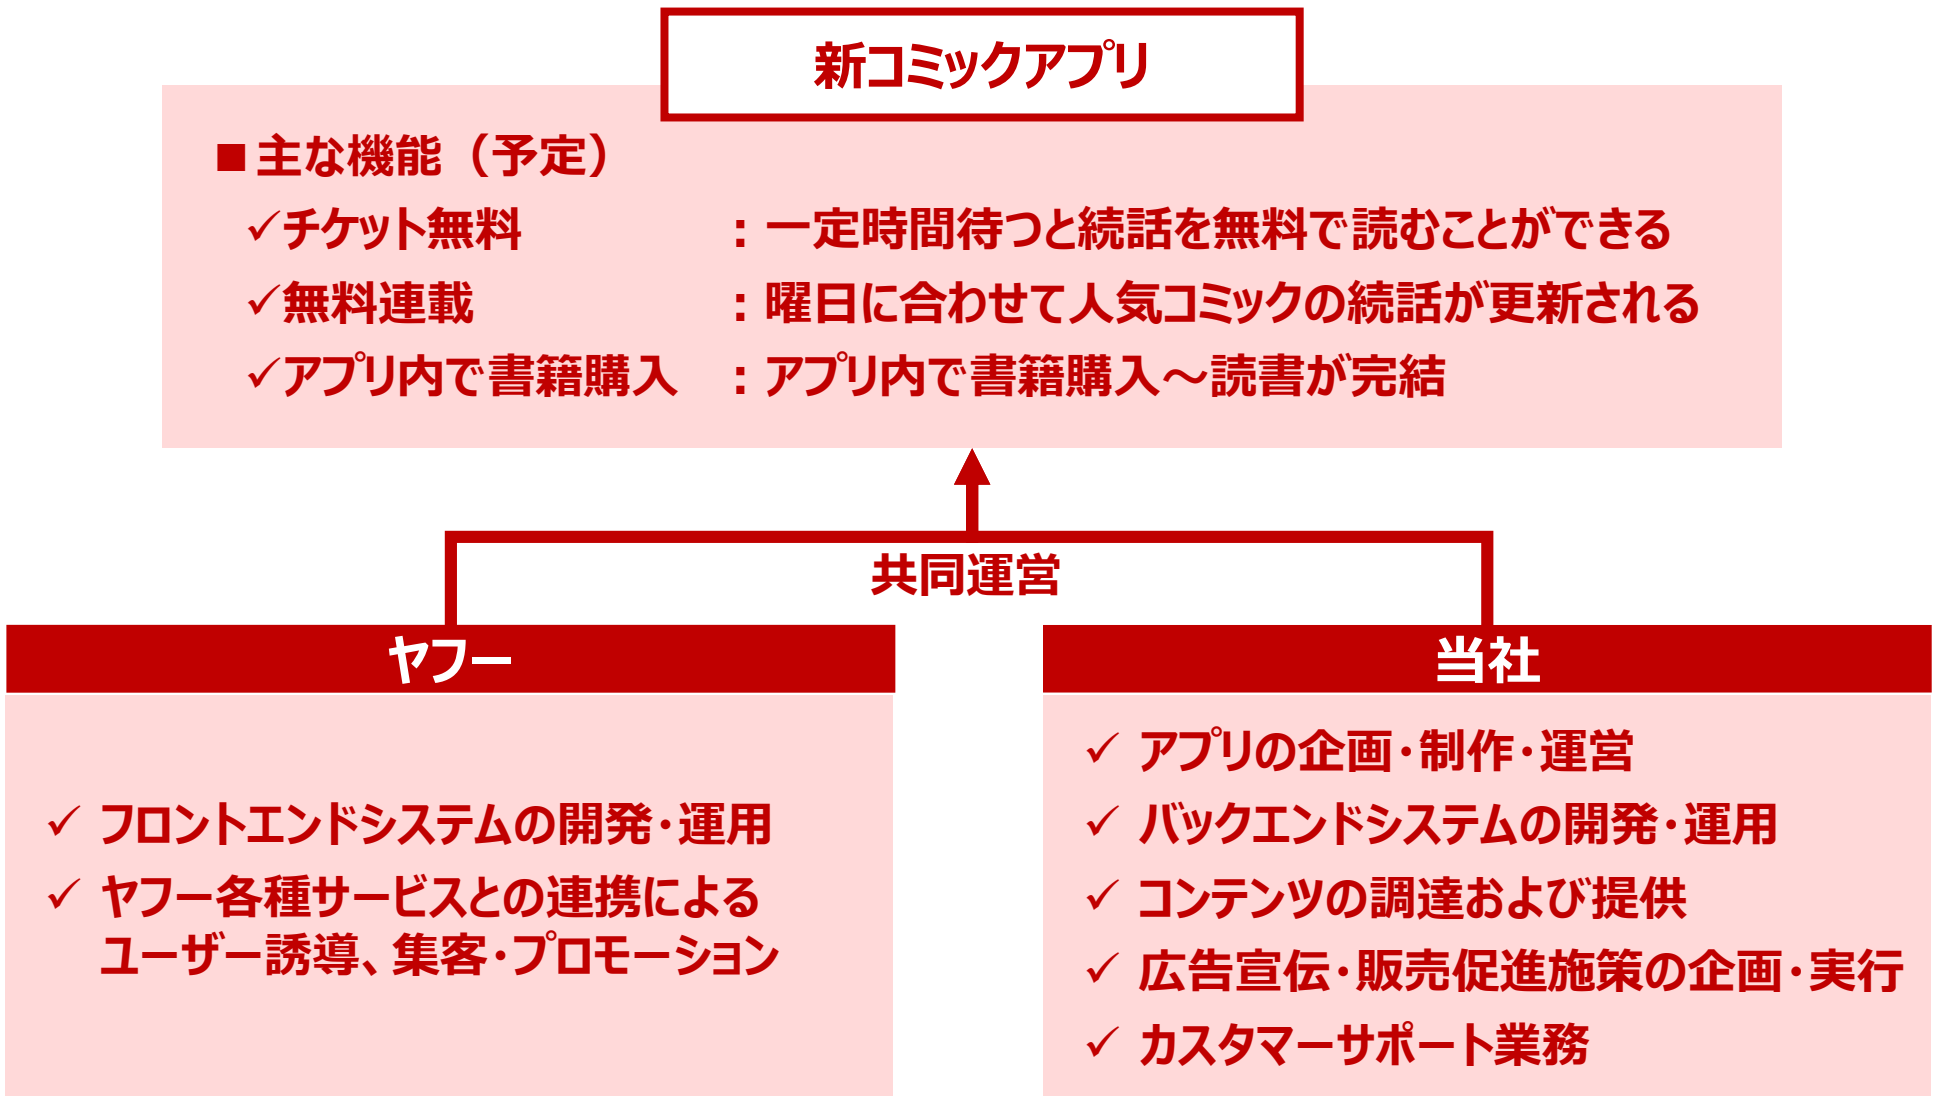 新コミックアプリ
■主な機能（予定）
✓チケット無料　：一定時間待つと続話を無料で読むことができる
✓無料連載　：曜日に合わせて人気コミックの続話が更新される
✓アプリ内で書籍購入　：アプリ内で書籍購入～読書が完結
共同運営
ヤフー
✓ フロントエンドシステムの開発・運用
✓ ヤフー各種サービスとの連携による
ユーザー誘導、集客・プロモーション
当社
✓ アプリの企画・制作・運営
✓ バックエンドシステムの開発・運用
✓ コンテンツの調達および提供
✓ 広告宣伝・販売促進施策の企画・実行
✓ カスタマーサポート業務